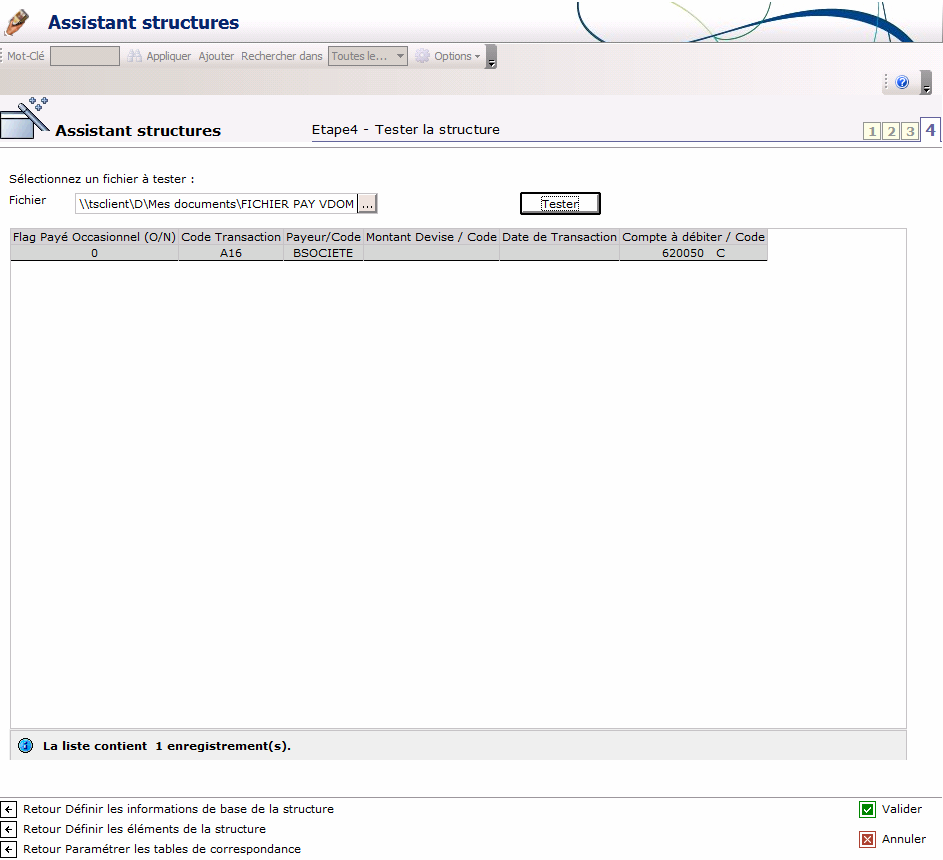 Assistant structures
Mot-Clé Appliquer Ajouter Rechercher dans Toutes le... Options
Assistant structures Etape4 - Tester la structure 1 2 3 4
Sélectionnez un fichier à tester :
Fichier \\tsclient\D\Mes documents\FICHIER PAY VDOM ... Tester
Flag Payé Occasionnel (O/N) Code Transaction Payeur/Code Montant Devise / Code Date de Transaction Compte à débiter / Code
0 A16 BSOCIETE 620050 C
La liste contient 1 enregistrement(s).
Retour Définir les informations de base de la structure Valider
Retour Définir les éléments de la structure
Annuler
Retour Paramétrer les tables de correspondance